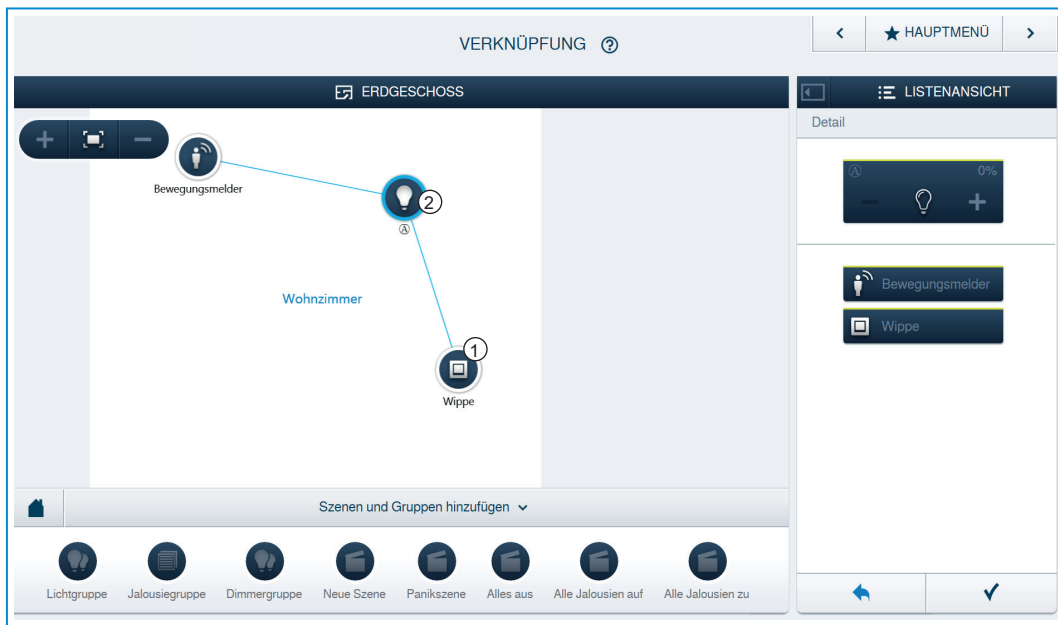 VERKNÜPFUNG ?
HAUPTMENÜ
ERDGESCHOSS
LISTENANSICHT
Detail
Bewegungsmelder
2
A
Wohnzimmer
1
Wippe
A 0%
Bewegungsmelder
Wippe
Szenen und Gruppen hinzufügen
Lichtgruppe Jalousiegruppe Dimmergruppe Neue Szene Panikszene Alles aus Alle Jalousien auf Alle Jalousien zu